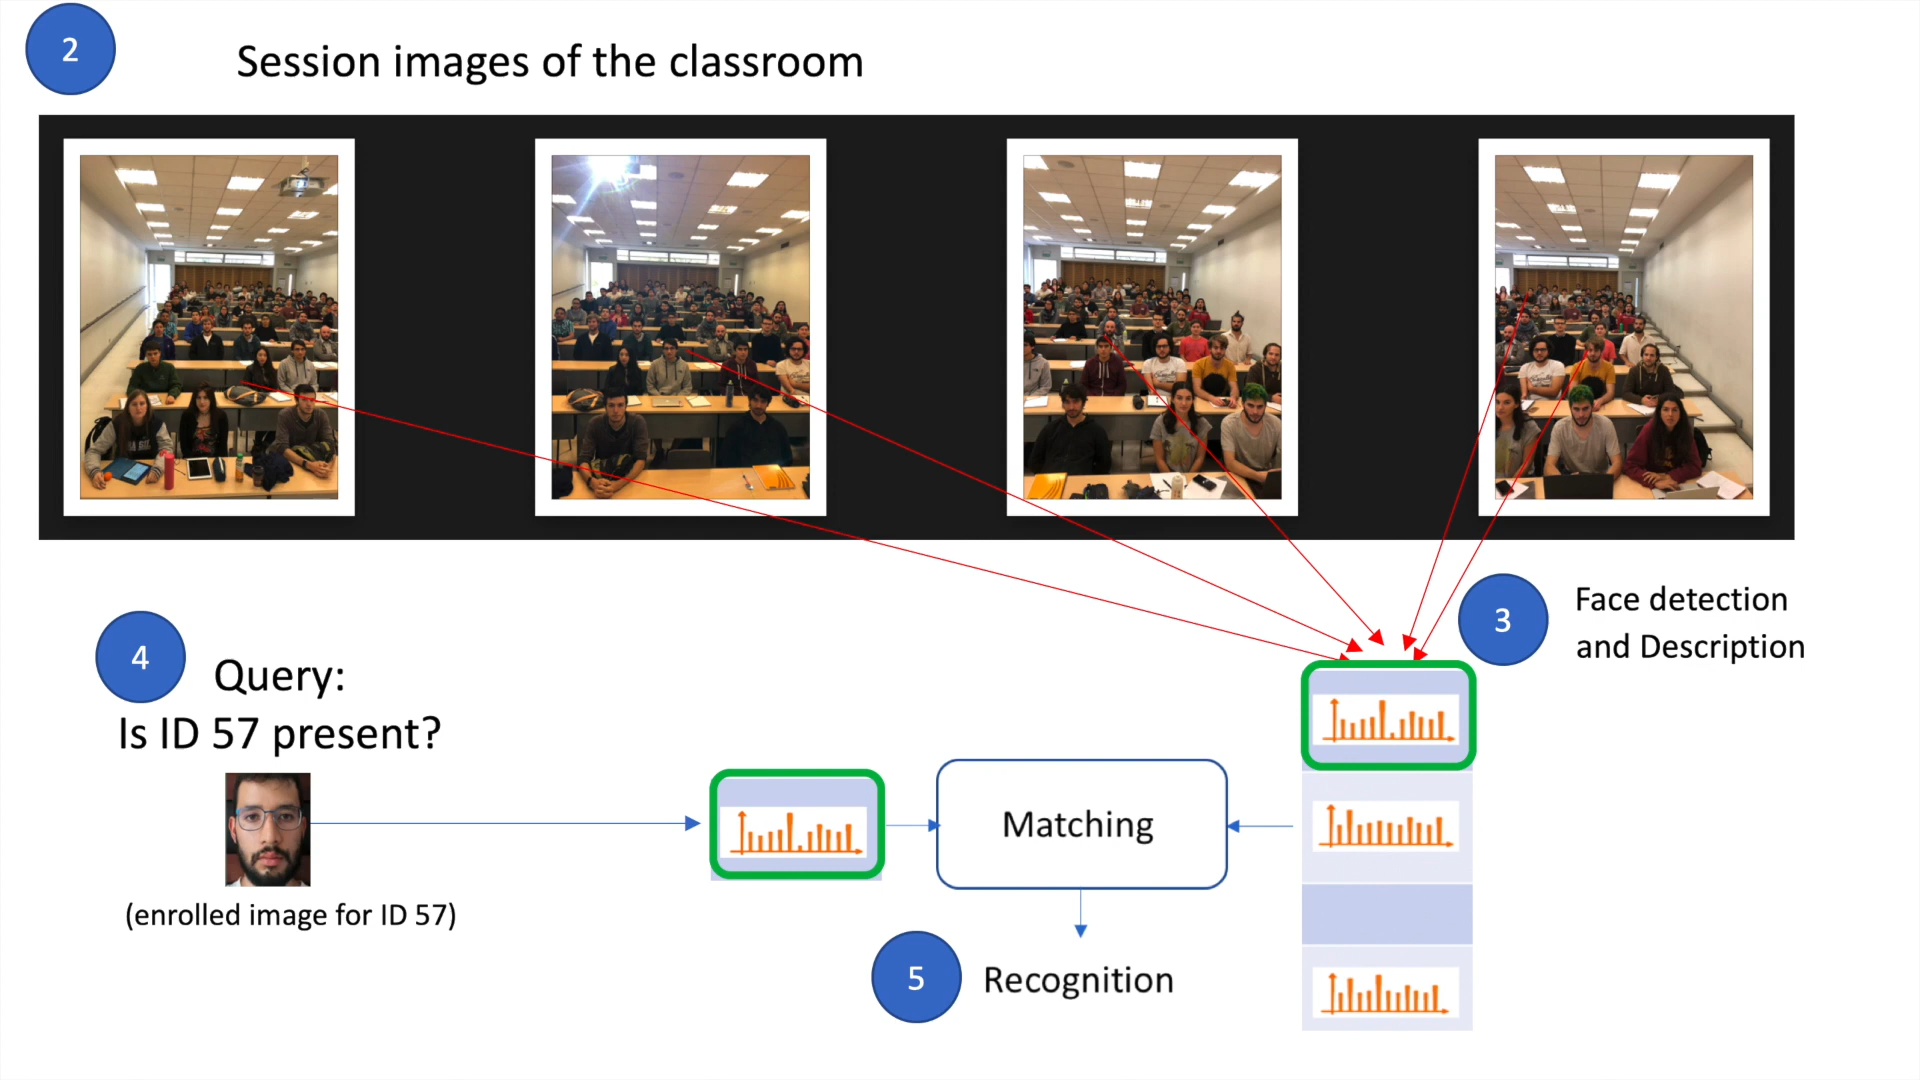 2
Session images of the classroom
3
Face detection
and Description
4
Query:
Is ID 57 present?
(enrolled image for ID 57)
Matching
5
Recognition